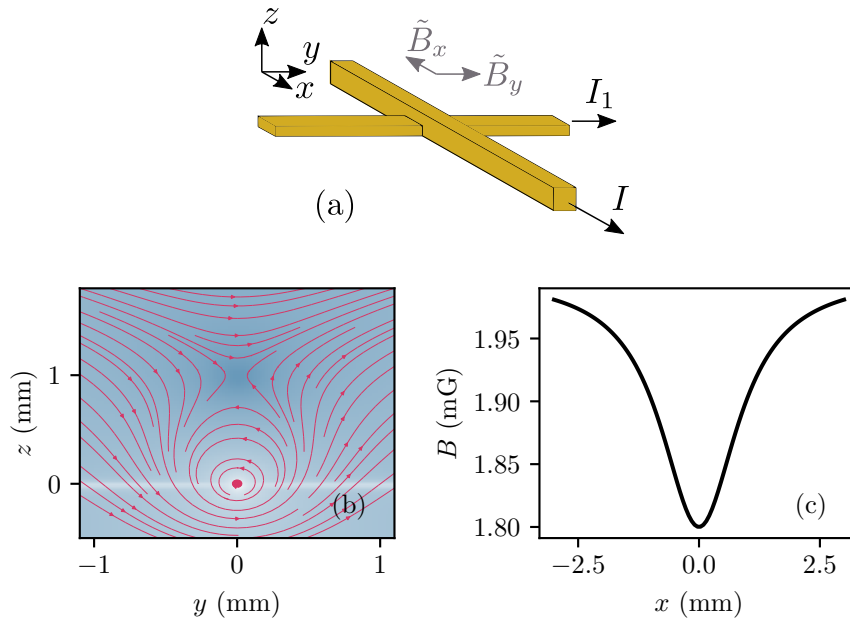 z
y
x
B̃ₓ
B̃_y
I₁
I
(a)
z (mm)
1
0
−1
0
1
y (mm)
(b)
B (mG)
1.95
1.90
1.85
1.80
−2.5
0.0
2.5
x (mm)
(c)